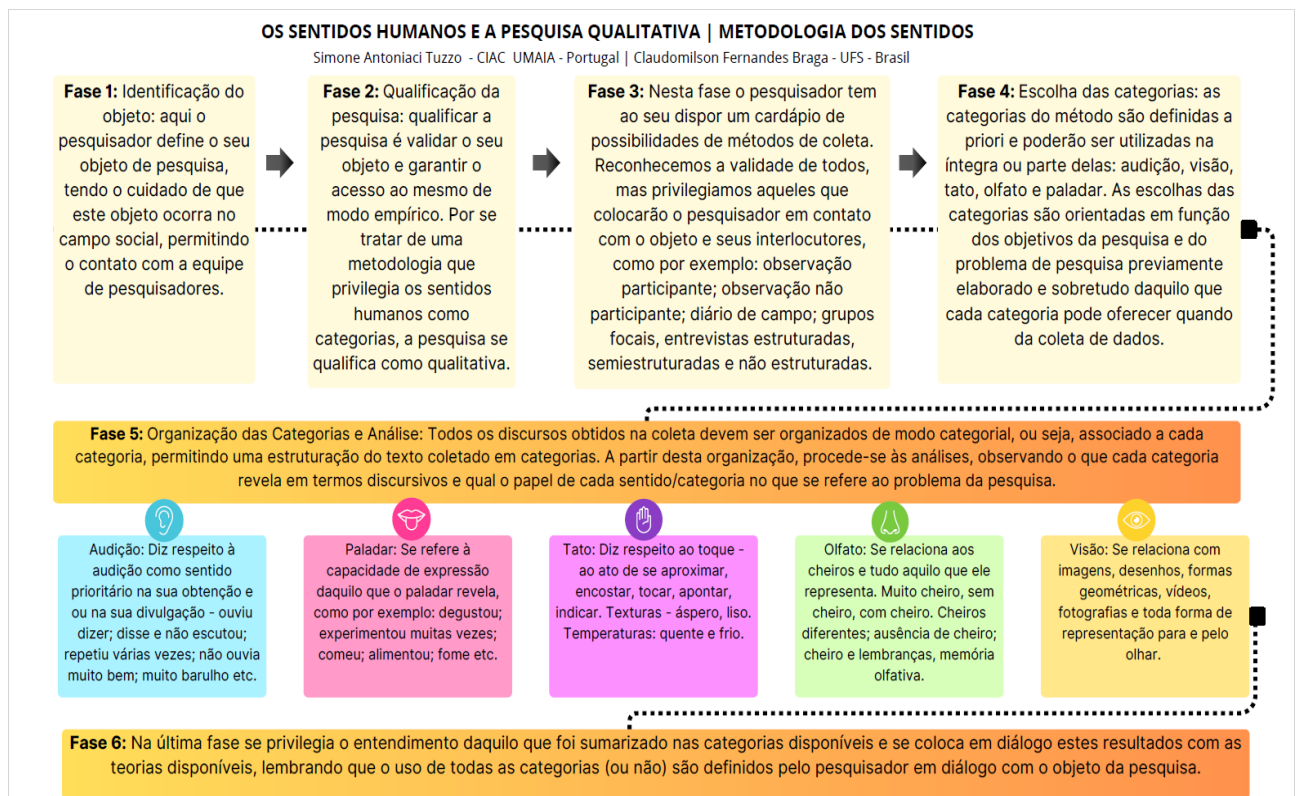 OS SENTIDOS HUMANOS E A PESQUISA QUALITATIVA | METODOLOGIA DOS SENTIDOS
Simone Antoniaci Tuzzo - CIAC UMAIA - Portugal | Claudomilson Fernandes Braga - UFS - Brasil
Fase 1: Identificação do
objeto: aqui o
pesquisador define o seu
objeto de pesquisa,
tendo o cuidado de que
este objeto ocorra no
campo social, permitindo
o contato com a equipe
de pesquisadores.
Fase 2: Qualificação da
pesquisa: qualificar a
pesquisa é validar o seu
objeto e garantir o
acesso ao mesmo de
modo empírico. Por se
tratar de uma
metodologia que
privilegia os sentidos
humanos como
categorias, a pesquisa se
qualifica como qualitativa.
Fase 3: Nesta fase o pesquisador tem
ao seu dispor um cardápio de
possibilidades de métodos de coleta.
Reconhecemos a validade de todos,
mas privilegiamos aqueles que
colocarão o pesquisador em contato
com o objeto e seus interlocutores,
como por exemplo: observação
participante; observação não
participante; diário de campo; grupos
focais, entrevistas estruturadas,
semiestruturadas e não estruturadas.
Fase 4: Escolha das categorias: as
categorias do método são definidas a
priori e poderão ser utilizadas na
íntegra ou parte delas: audição, visão,
tato, olfato e paladar. As escolhas das
categorias são orientadas em função
dos objetivos da pesquisa e do
problema de pesquisa previamente
elaborado e sobretudo daquilo que
cada categoria pode oferecer quando
da coleta de dados.
Fase 5: Organização das Categorias e Análise: Todos os discursos obtidos na coleta devem ser organizados de modo categorial, ou seja, associado a cada
categoria, permitindo uma estruturação do texto coletado em categorias. A partir desta organização, procede-se às análises, observando o que cada categoria
revela em termos discursivos e qual o papel de cada sentido/categoria no que se refere ao problema da pesquisa.
Audição: Diz respeito à
audição como sentido
prioritário na sua obtenção e
ou na sua divulgação - ouviu
dizer; disse e não escutou;
repetiu várias vezes; não ouvia
muito bem; muito barulho etc.
Paladar: Se refere à
capacidade de expressão
daquilo que o paladar revela,
como por exemplo: degustou;
experimentou muitas vezes;
comeu; alimentou; fome etc.
Tato: Diz respeito ao toque -
ao ato de se aproximar,
encostar, tocar, apontar,
indicar. Texturas - áspero, liso.
Temperaturas: quente e frio.
Olfato: Se relaciona aos
cheiros e tudo aquilo que ele
representa. Muito cheiro, sem
cheiro, com cheiro. Cheiros
diferentes; ausência de cheiro;
cheiro e lembranças, memória
olfativa.
Visão: Se relaciona com
imagens, desenhos, formas
geométricas, vídeos,
fotografias e toda forma de
representação para e pelo
olhar.
Fase 6: Na última fase se privilegia o entendimento daquilo que foi sumarizado nas categorias disponíveis e se coloca em diálogo estes resultados com as
teorias disponíveis, lembrando que o uso de todas as categorias (ou não) são definidos pelo pesquisador em diálogo com o objeto da pesquisa.